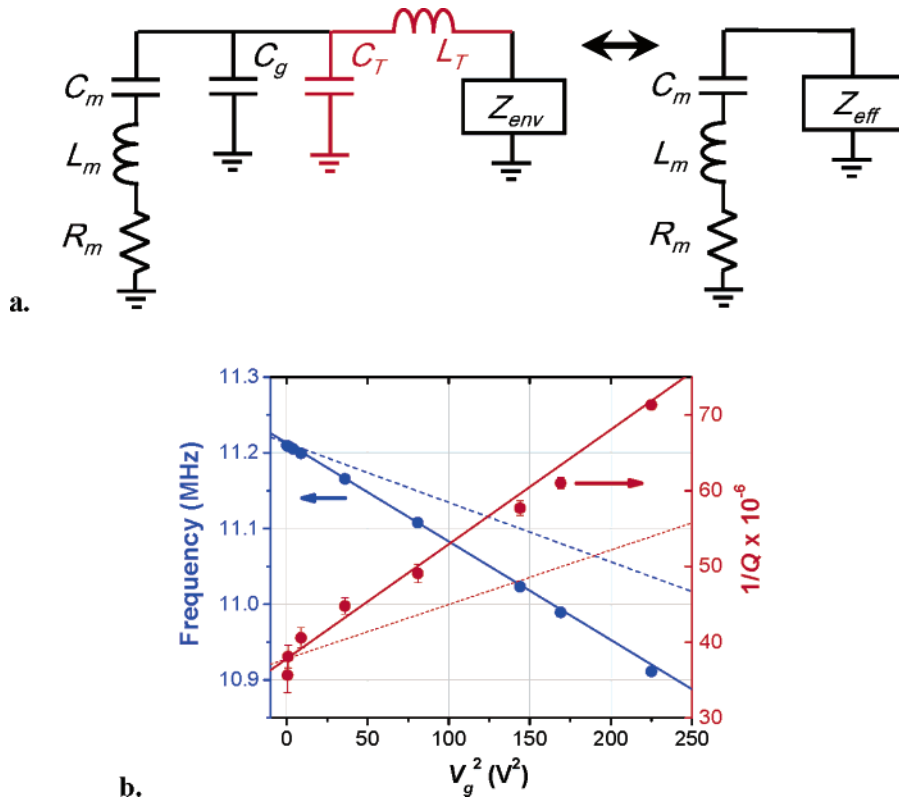 C_g
C_T
L_T
C_m
Z_env
L_m
R_m
C_m
Z_eff
L_m
R_m
a.
11.3
11.2
11.1
11.0
10.9
Frequency (MHz)
70
60
50
40
30
1/Q x 10^-6
0
50
100
150
200
250
V_g^2 (V^2)
b.